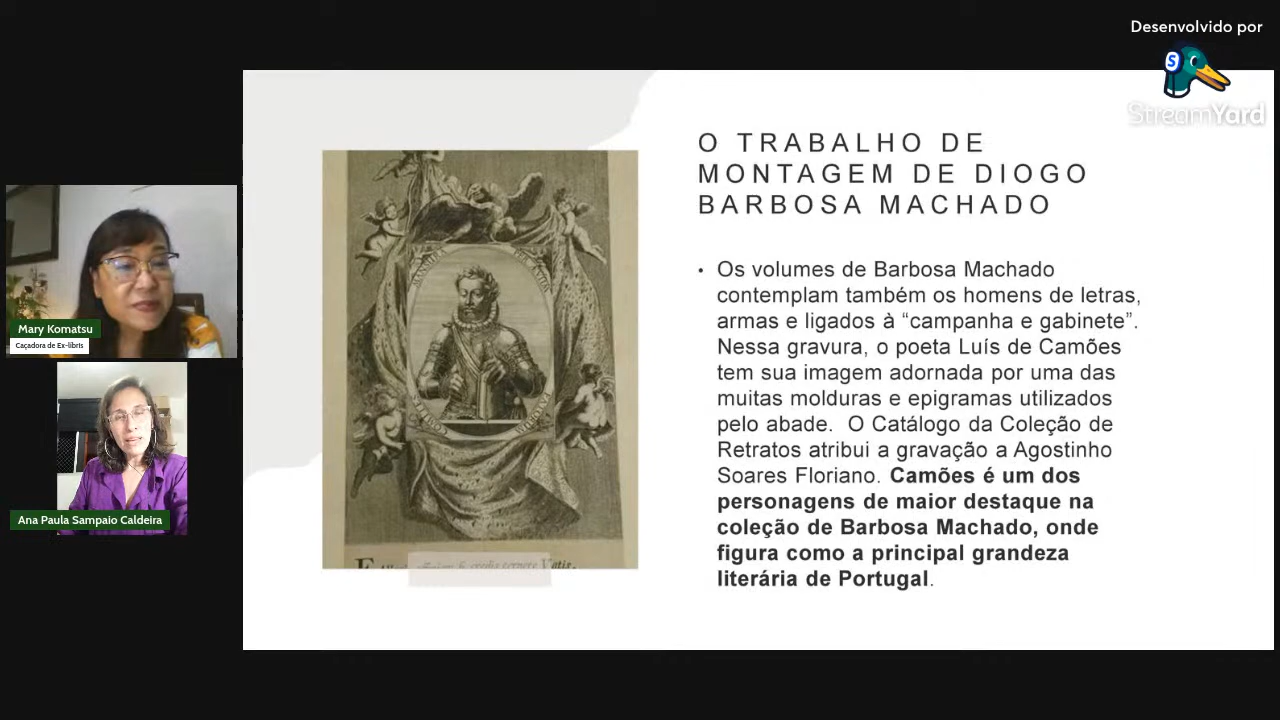 Desenvolvido por
StreamYard
O TRABALHO DE
MONTAGEM DE DIOGO
BARBOSA MACHADO
• Os volumes de Barbosa Machado
contemplam também os homens de letras,
armas e ligados à “campanha e gabinete”.
Nessa gravura, o poeta Luís de Camões
tem sua imagem adornada por uma das
muitas molduras e epigramas utilizados
pelo abade. O Catálogo da Coleção de
Retratos atribui a gravação a Agostinho
Soares Floriano. Camões é um dos
personagens de maior destaque na
coleção de Barbosa Machado, onde
figura como a principal grandeza
literária de Portugal.
Mary Komatsu
Caçadora de Ex-libris
Ana Paula Sampaio Caldeira